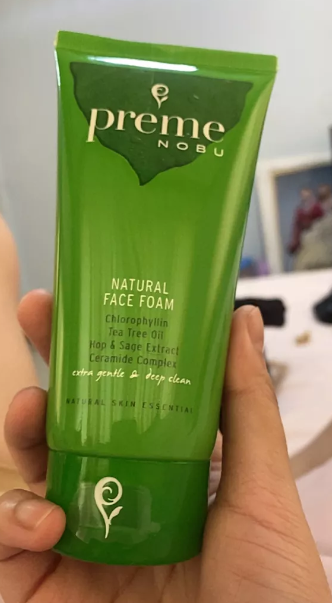 preme
NOBU
NATURAL
FACE FOAM
Chlorophyllin
Tea Tree Oil
Hop & Sage Extract
Ceramide Complex
extra gentle & deep clean
NATURAL SKIN ESSENTIAL